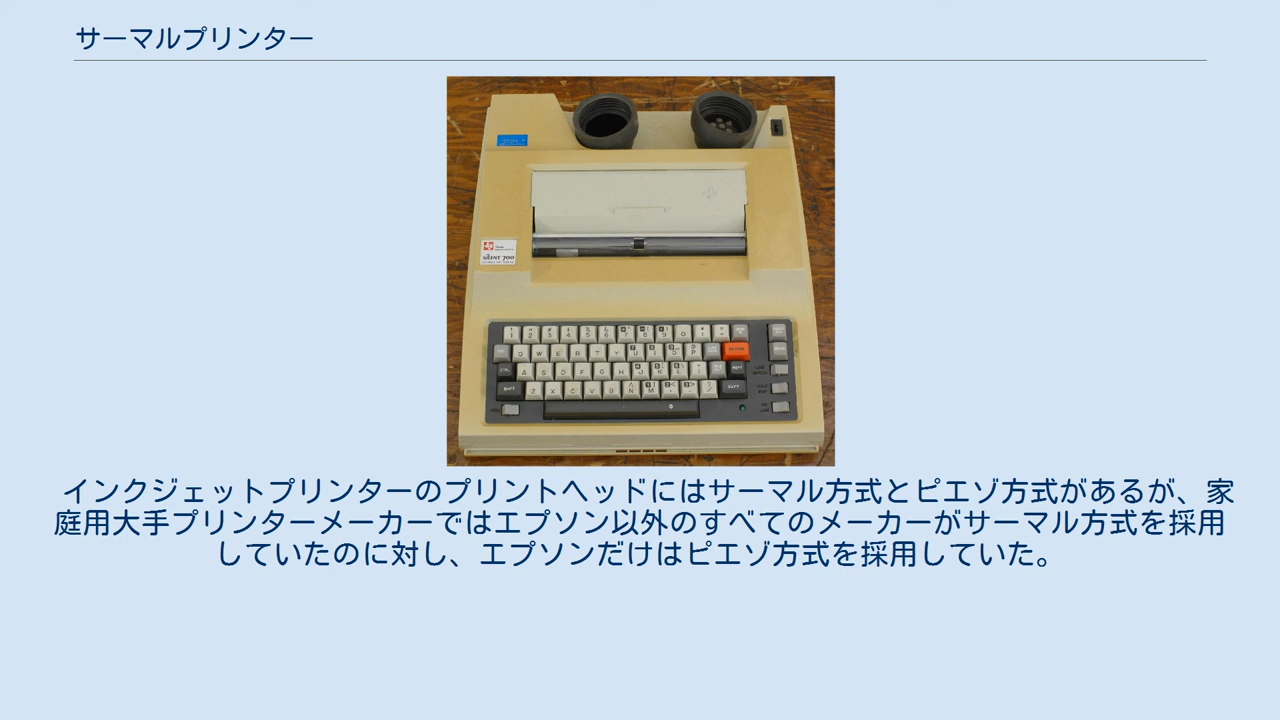 サーマルプリンター
SILENT 700
インクジェットプリンターのプリントヘッドにはサーマル方式とピエゾ方式があるが、家
庭用大手プリンターメーカーではエプソン以外のすべてのメーカーがサーマル方式を採用
していたのに対し、エプソンだけはピエゾ方式を採用していた。